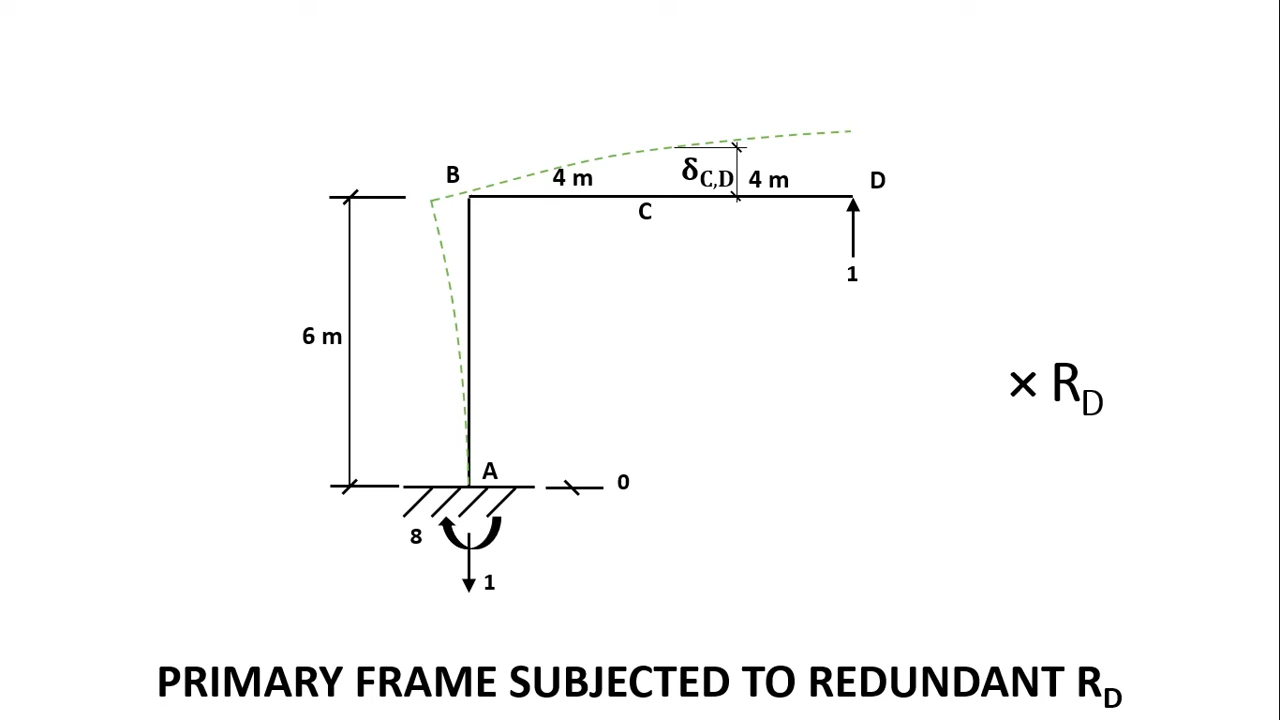 B
4 m
δC,D
4 m
D
C
1
6 m
× RD
A
0
8
1
PRIMARY FRAME SUBJECTED TO REDUNDANT RD